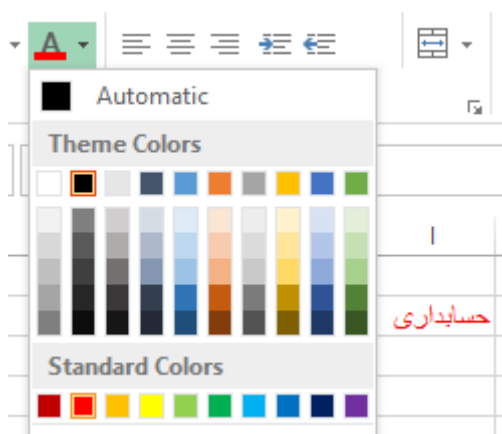 A
Automatic
Theme Colors
I
حسابداری
Standard Colors